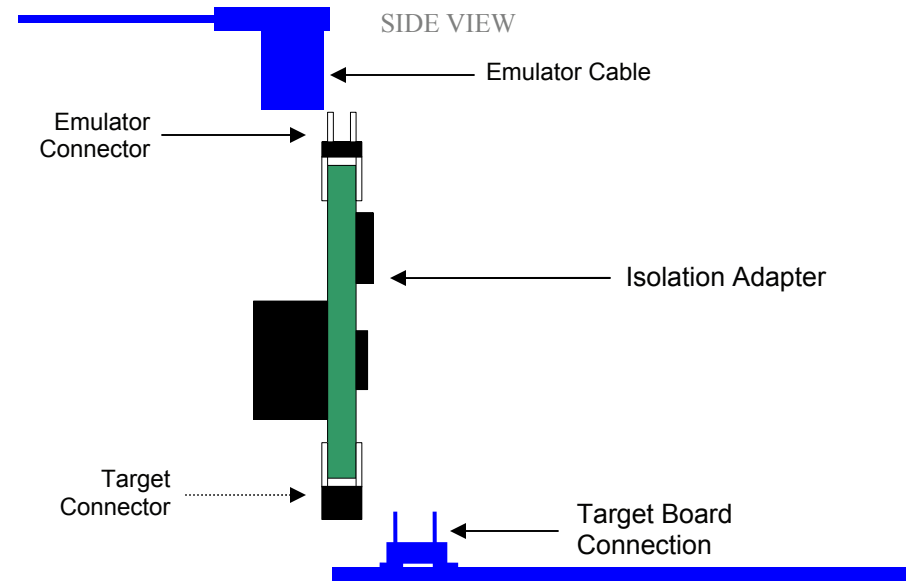 SIDE VIEW
Emulator Cable
Emulator
Connector
Isolation Adapter
Target
Connector
Target Board
Connection